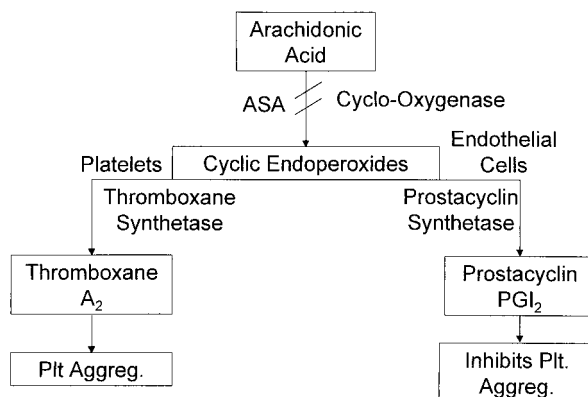 Arachidonic
Acid
ASA
Cyclo-Oxygenase
Platelets
Cyclic Endoperoxides
Endothelial
Cells
Thromboxane
Synthetase
Prostacyclin
Synthetase
Thromboxane
A₂
Prostacyclin
PGI₂
Plt Aggreg.
Inhibits Plt.
Aggreg.